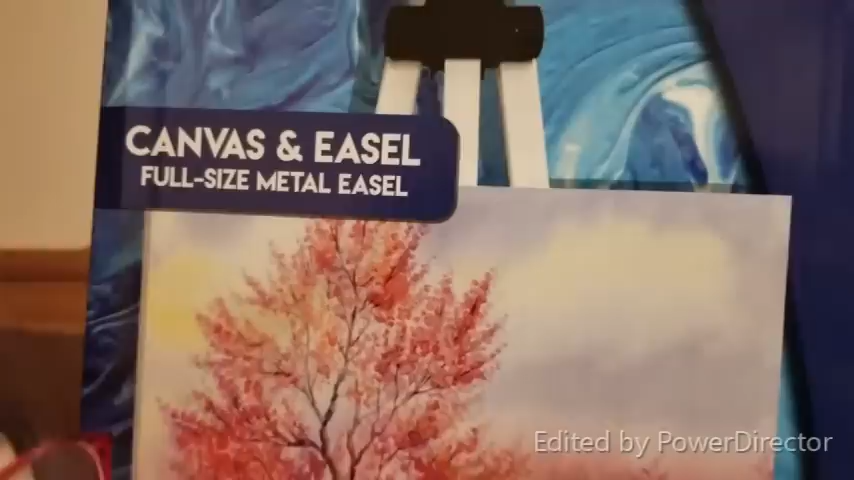 CANVAS & EASEL
FULL-SIZE METAL EASEL
Edited by PowerDirector